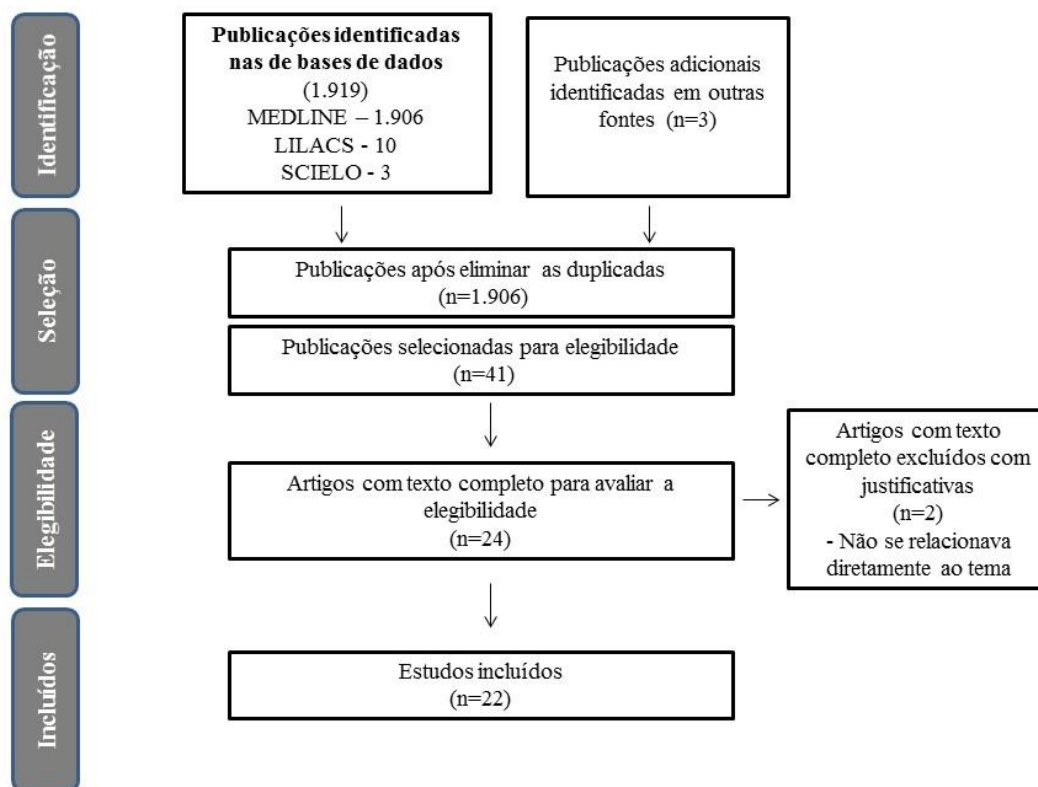 Identificação
Publicações identificadas
nas de bases de dados
(1.919)
MEDLINE – 1.906
LILACS - 10
SCIELO - 3
Publicações adicionais
identificadas em outras
fontes (n=3)
Seleção
Publicações após eliminar as duplicadas
(n=1.906)
Publicações selecionadas para elegibilidade
(n=41)
Elegibilidade
Artigos com texto completo para avaliar a
elegibilidade
(n=24)
Artigos com texto
completo excluídos com
justificativas
(n=2)
- Não se relacionava
diretamente ao tema
Incluídos
Estudos incluídos
(n=22)